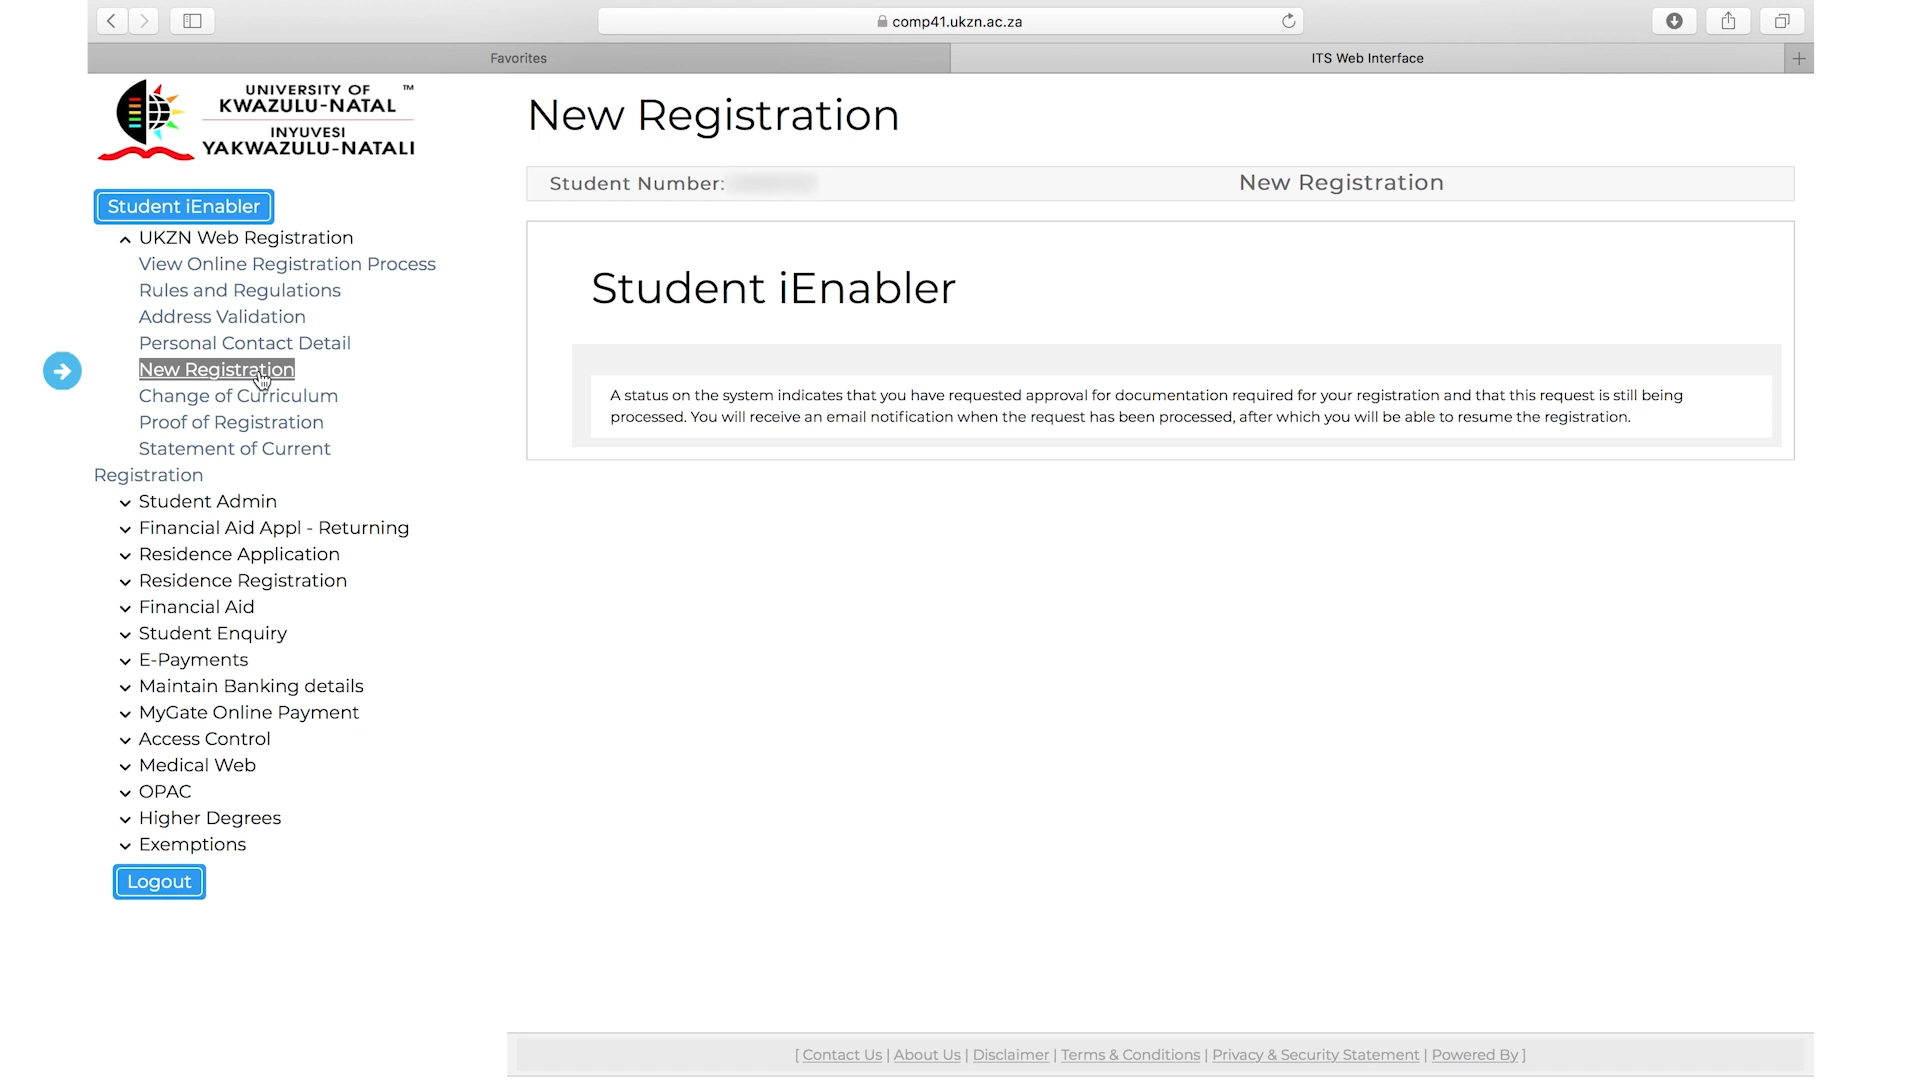 comp41.ukzn.ac.za
Favorites
ITS Web Interface
UNIVERSITY OF ™
KWAZULU-NATAL
INYUVESI
YAKWAZULU-NATALI
Student iEnabler
UKZN Web Registration
View Online Registration Process
Rules and Regulations
Address Validation
Personal Contact Detail
New Registration
Change of Curriculum
Proof of Registration
Statement of Current
Registration
Student Admin
Financial Aid Appl - Returning
Residence Application
Residence Registration
Financial Aid
Student Enquiry
E-Payments
Maintain Banking details
MyGate Online Payment
Access Control
Medical Web
OPAC
Higher Degrees
Exemptions
Logout
New Registration
Student Number: New Registration
Student iEnabler
A status on the system indicates that you have requested approval for documentation required for your registration and that this request is still being
processed. You will receive an email notification when the request has been processed, after which you will be able to resume the registration.
[ Contact Us | About Us | Disclaimer | Terms & Conditions | Privacy & Security Statement | Powered By ]